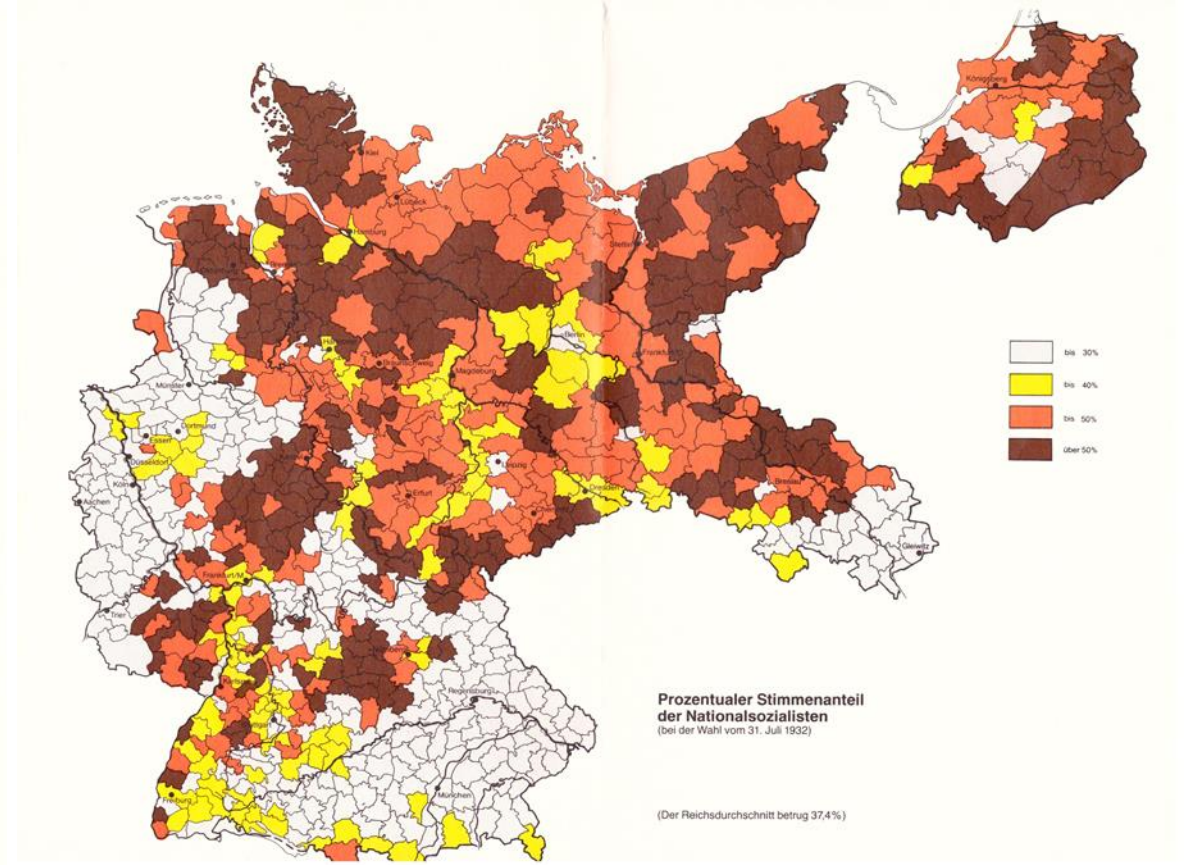 Königsberg
Kiel
Lübeck
Hamburg
Stettin
Berlin
Hannover
Frankfurt/O
Braunschweig
Magdeburg
Münster
Dortmund
Essen
Düsseldorf
Leipzig
Köln
Breslau
Dresden
Aachen
Erfurt
Gleiwitz
Frankfurt/M
Trier
Nürnberg
Regensburg
Freiburg
München
bis 30%
bis 40%
bis 50%
über 50%
Prozentualer Stimmenanteil
der Nationalsozialisten
(bei der Wahl vom 31. Juli 1932)
(Der Reichsdurchschnitt betrug 37,4%)